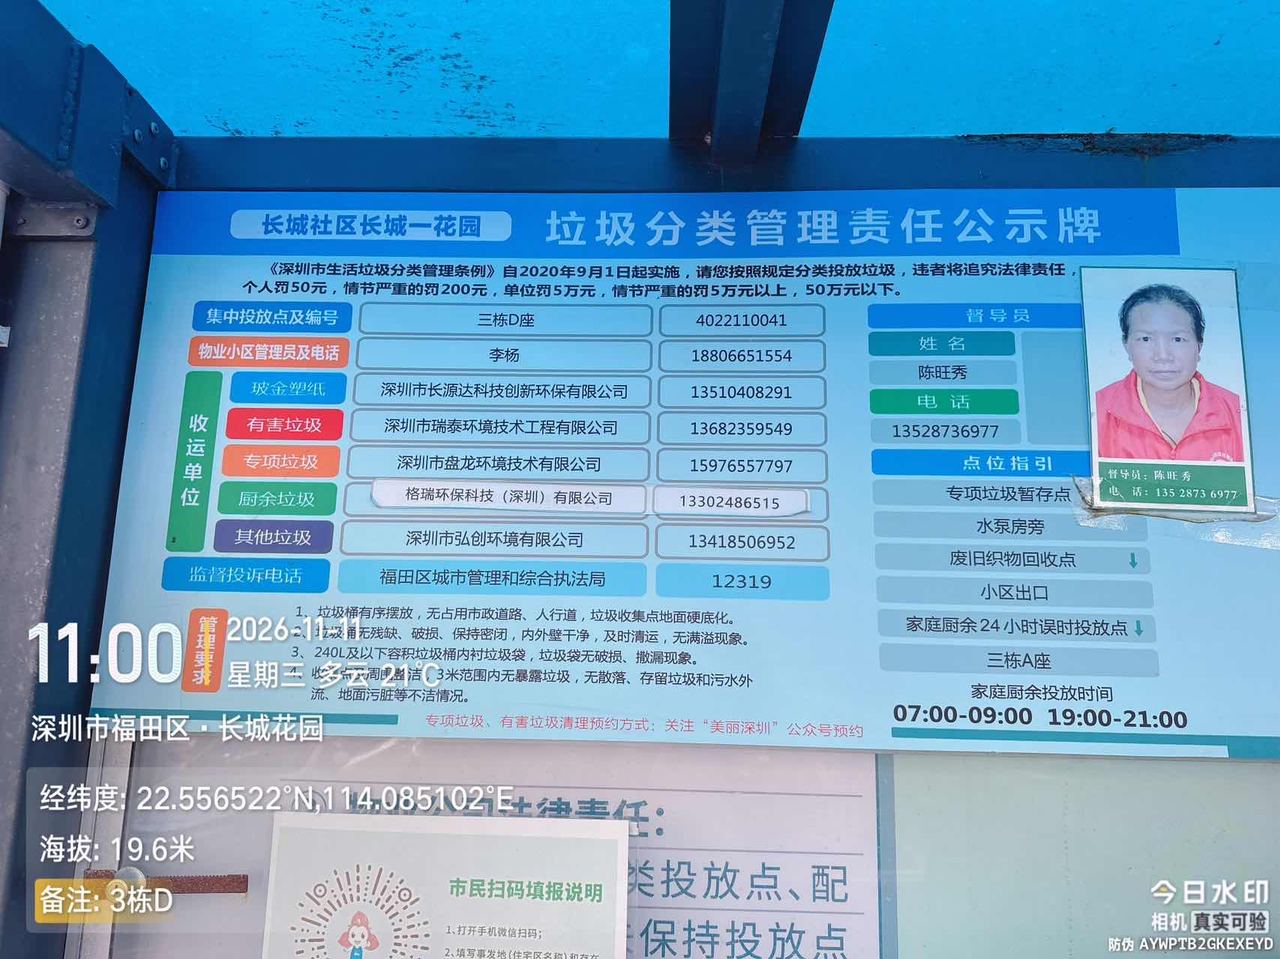 长城社区长城一花园
垃圾分类管理责任公示牌
《深圳市生活垃圾分类管理条例》自2020年9月1日起实施，请您按照规定分类投放垃圾，违者将追究法律责任，
个人罚50元，情节严重的罚200元，单位罚5万元，情节严重的罚5万元以上，50万元以下。
集中投放点及编号 三栋D座 4022110041
物业小区管理员及电话 李杨 18806651554
收运单位
玻金塑纸 深圳市长源达科技创新环保有限公司 13510408291
有害垃圾 深圳市瑞泰环境技术工程有限公司 13682359549
专项垃圾 深圳市盘龙环境技术有限公司 15976557797
厨余垃圾 格瑞环保科技（深圳）有限公司 13302486515
其他垃圾 深圳市弘创环境有限公司 13418506952
监督投诉电话 福田区城市管理和综合执法局 12319
督导员
姓名
陈旺秀
电话
13528736977
点位指引
专项垃圾暂存点
水泵房旁
废旧织物回收点↓
小区出口
家庭厨余24小时误时投放点↓
三栋A座
家庭厨余投放时间
07:00-09:00 19:00-21:00
督导员：陈旺秀
电 话：135 2873 6977
管理要求
1、垃圾桶有序摆放，无占用市政道路、人行道，垃圾收集点地面硬底化。
2、垃圾桶无残缺、破损、保持密闭，内外壁干净，及时清运，无满溢现象。
3、240L及以下容积垃圾桶内衬垃圾袋，垃圾袋无破损、撒漏现象。
4、收集点及周围整洁，3米范围内无暴露垃圾，无散落、存留垃圾和污水外
流、地面污脏等不洁情况。
专项垃圾、有害垃圾清理预约方式：关注“美丽深圳”公众号预约
11:00
2026-11-11
星期三 多云 21℃
深圳市福田区·长城花园
经纬度: 22.556522°N,114.085102°E
海拔: 19.6米
备注: 3栋D
法律责任：
类投放点、配
保持投放点
市民扫码填报说明
1、打开手机微信扫码；
2、填写事发地(住宅区名称)和存在
今日水印
相机 真实可验
防伪 AYWPTB2GKEXEYD